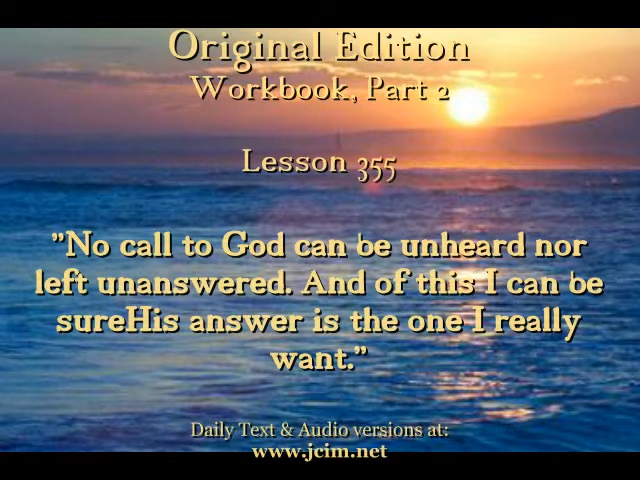 Original Edition
Workbook, Part 2
Lesson 355
"No call to God can be unheard nor
left unanswered. And of this I can be
sureHis answer is the one I really
want."
Daily Text & Audio versions at:
www.jcim.net